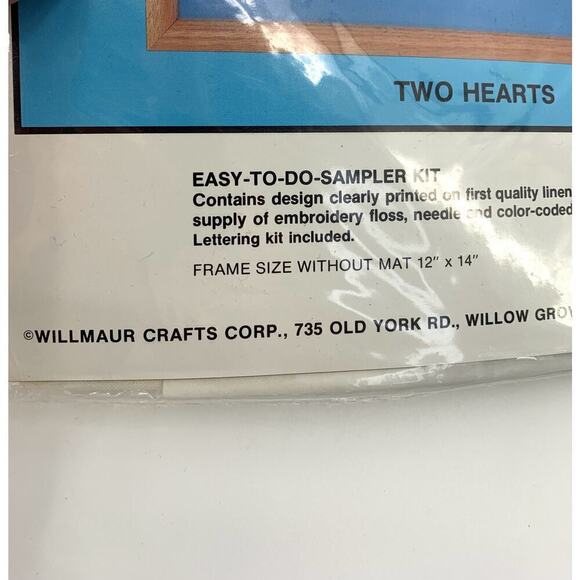 TWO HEARTS
EASY-TO-DO-SAMPLER KIT
Contains design clearly printed on first quality linen
supply of embroidery floss, needle and color-coded
Lettering kit included.
FRAME SIZE WITHOUT MAT 12" x 14"
©WILLMAUR CRAFTS CORP., 735 OLD YORK RD., WILLOW GROV